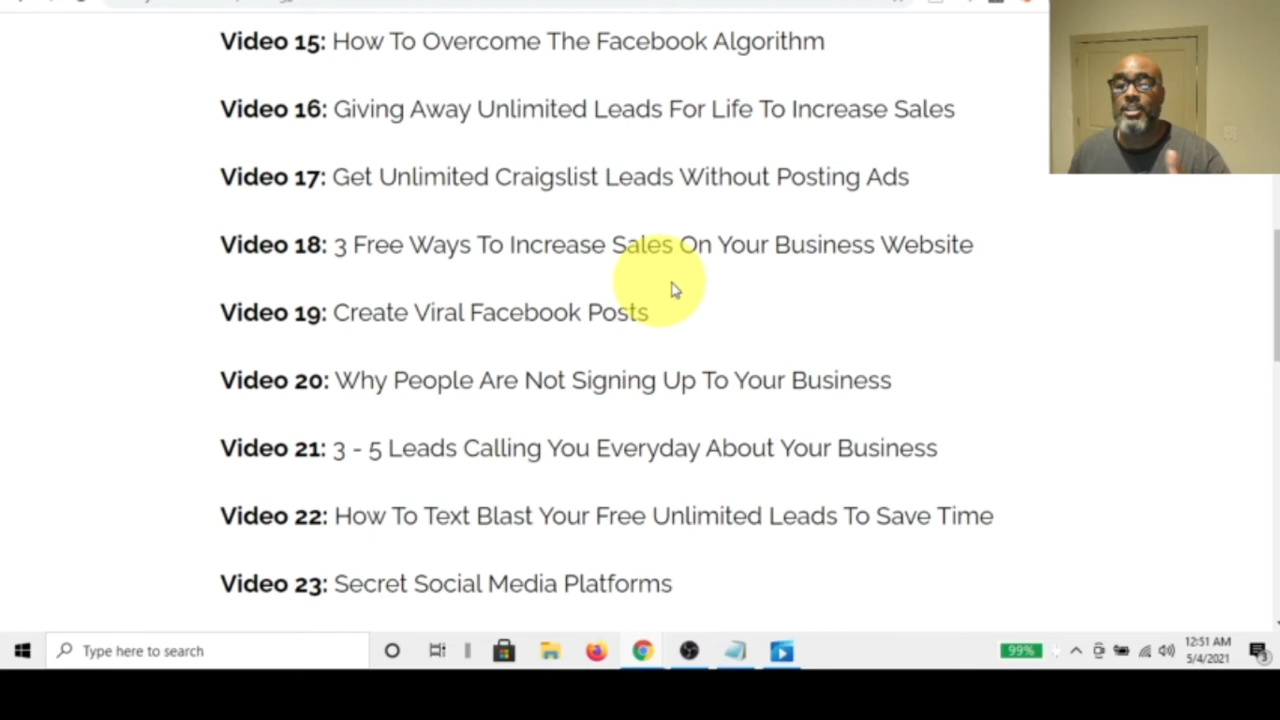 Video 15: How To Overcome The Facebook Algorithm
Video 16: Giving Away Unlimited Leads For Life To Increase Sales
Video 17: Get Unlimited Craigslist Leads Without Posting Ads
Video 18: 3 Free Ways To Increase Sales On Your Business Website
Video 19: Create Viral Facebook Posts
Video 20: Why People Are Not Signing Up To Your Business
Video 21: 3 - 5 Leads Calling You Everyday About Your Business
Video 22: How To Text Blast Your Free Unlimited Leads To Save Time
Video 23: Secret Social Media Platforms
Type here to search
99%
12:51 AM
5/4/2021
3